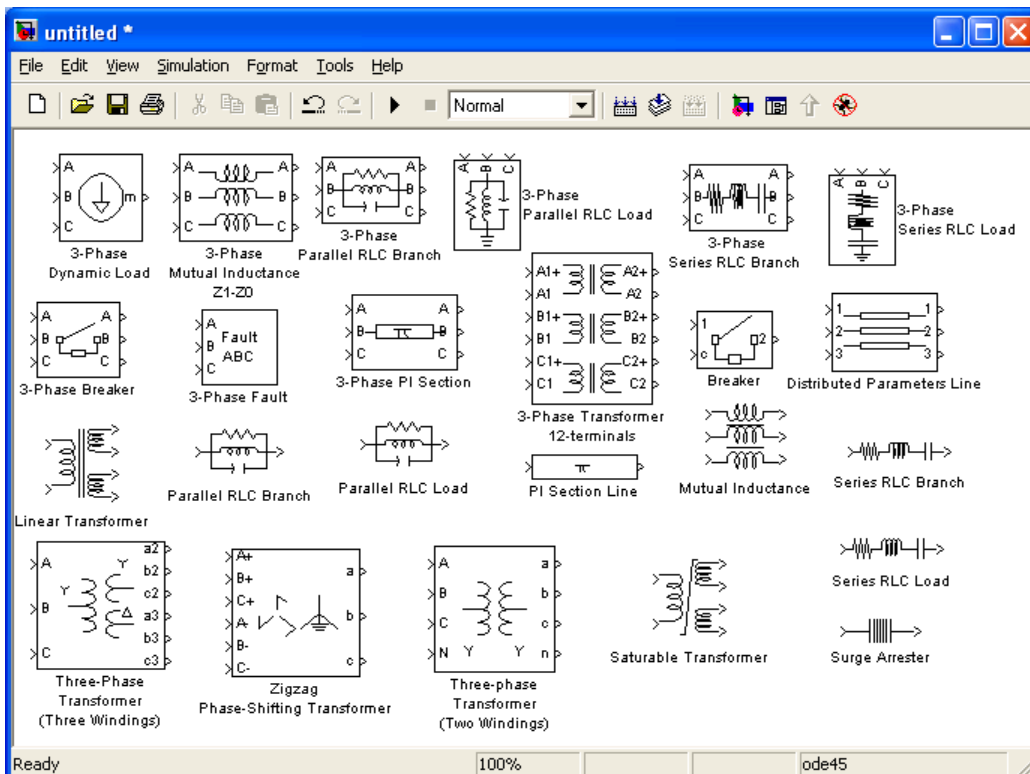 untitled *
File Edit View Simulation Format Tools Help
Normal
A B C m
3-Phase
Dynamic Load
A B C A B C
3-Phase
Mutual Inductance
Z1-Z0
A B C A B C
3-Phase
Parallel RLC Branch
A B C
3-Phase
Parallel RLC Load
A B C A B C
3-Phase
Series RLC Branch
A B C
3-Phase
Series RLC Load
A B C A B C
3-Phase Breaker
A B C
Fault
ABC
3-Phase Fault
A B C A B C
π
3-Phase PI Section
A1+ A2+
A1 A2
B1+ B2+
B1 B2
C1+ C2+
C1 C2
3-Phase Transformer
12-terminals
1 c 2
Breaker
1 1
2 2
3 3
Distributed Parameters Line
Linear Transformer
Parallel RLC Branch
Parallel RLC Load
π
PI Section Line
Mutual Inductance
Series RLC Branch
A B C Y Y Δ a2 b2 c2 a3 b3 c3
Three-Phase
Transformer
(Three Windings)
A+ B+ C+ A- B- C- a b c
Zigzag
Phase-Shifting Transformer
A B C N Y Y a b c n
Three-phase
Transformer
(Two Windings)
Saturable Transformer
Series RLC Load
Surge Arrester
Ready 100% ode45